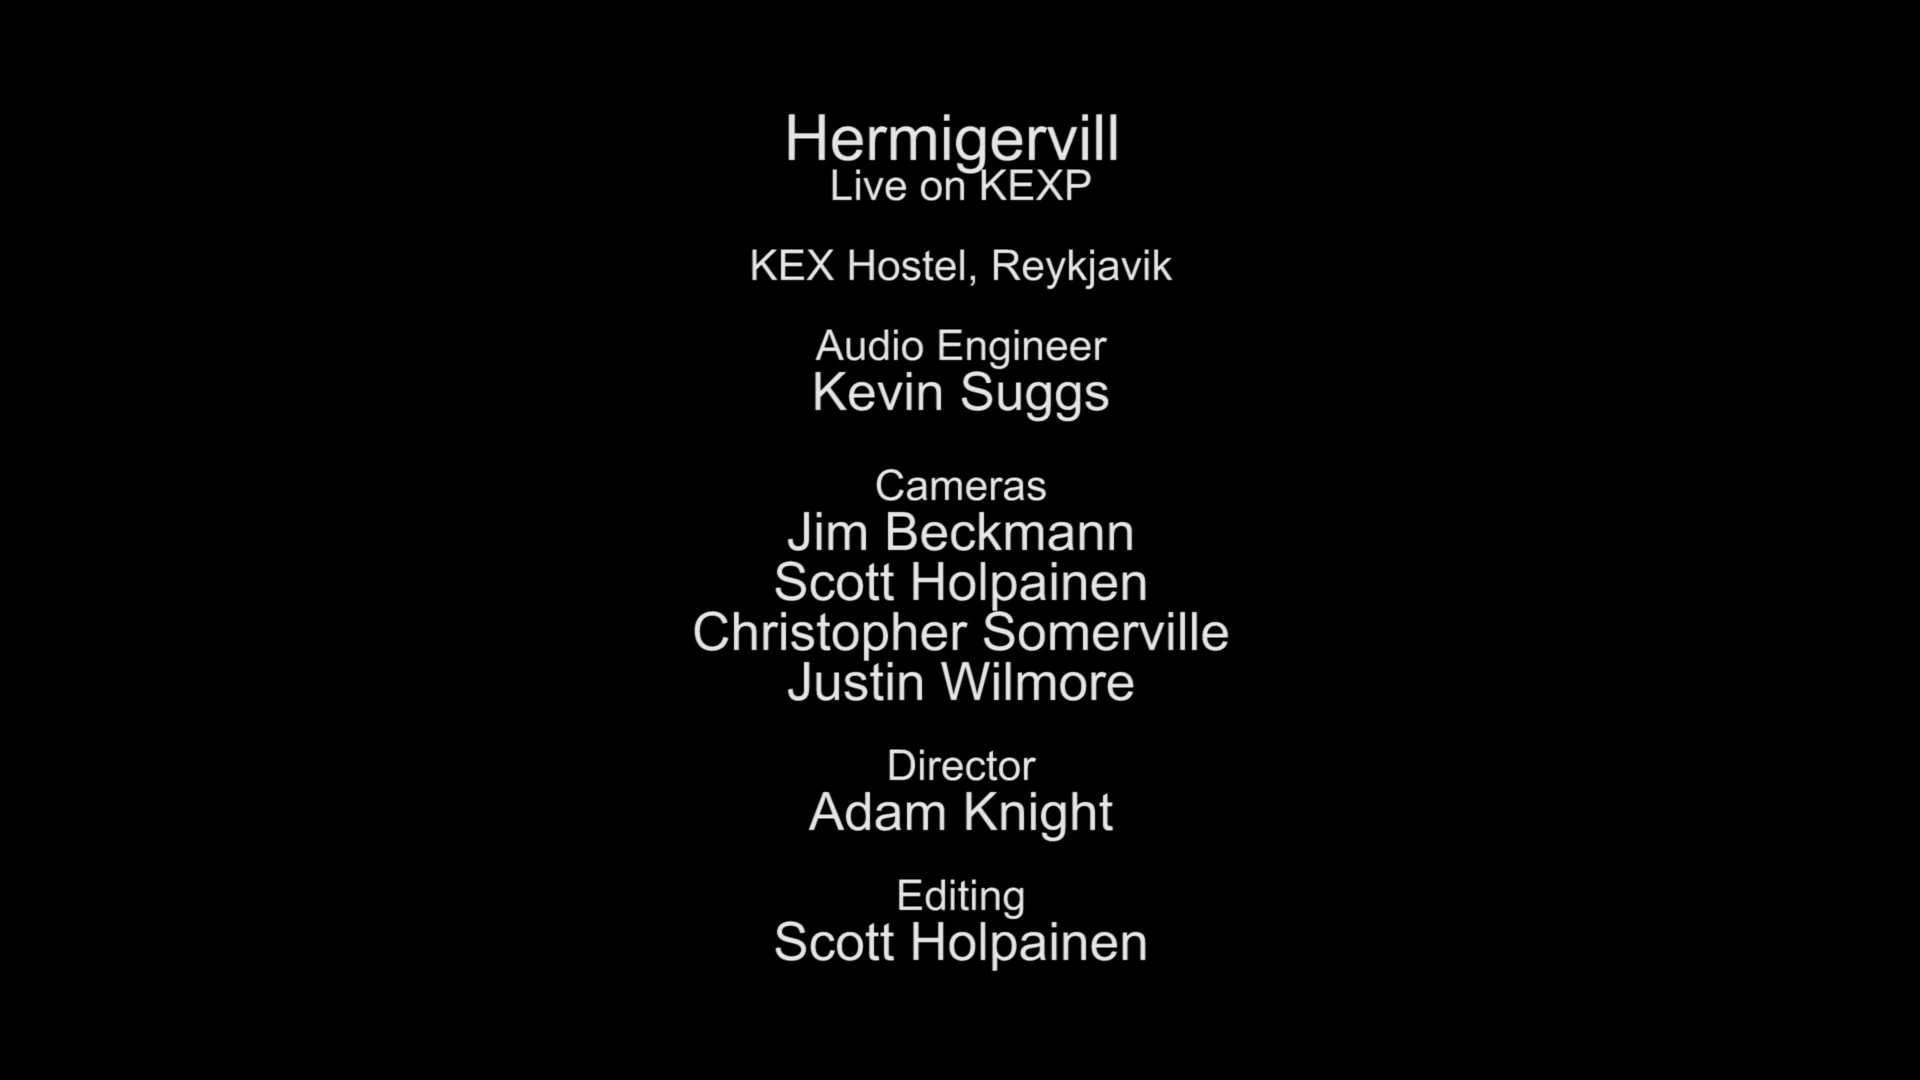 Hermigervill
Live on KEXP
KEX Hostel, Reykjavik
Audio Engineer
Kevin Suggs
Cameras
Jim Beckmann
Scott Holpainen
Christopher Somerville
Justin Wilmore
Director
Adam Knight
Editing
Scott Holpainen